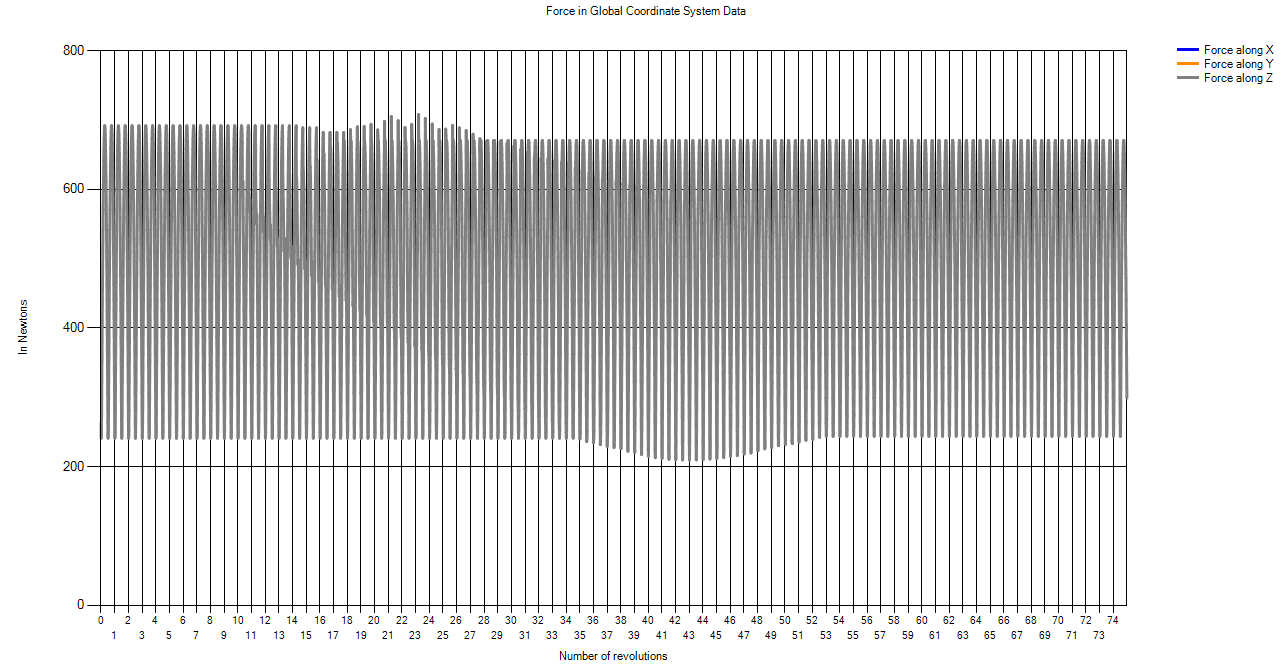 Force in Global Coordinate System Data
Force along X
Force along Y
Force along Z
800
600
400
200
0
In Newtons
0 2 4 6 8 10 12 14 16 18 20 22 24 26 28 30 32 34 36 38 40 42 44 46 48 50 52 54 56 58 60 62 64 66 68 70 72 74
1 3 5 7 9 11 13 15 17 19 21 23 25 27 29 31 33 35 37 39 41 43 45 47 49 51 53 55 57 59 61 63 65 67 69 71 73
Number of revolutions